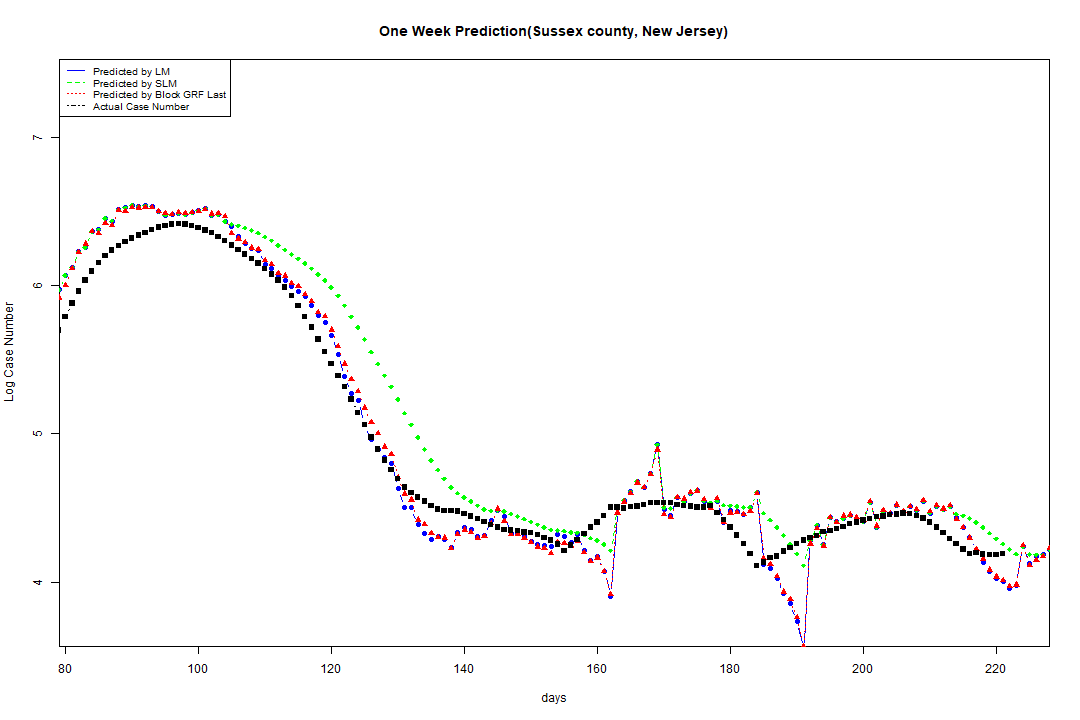 One Week Prediction(Sussex county, New Jersey)
Predicted by LM
Predicted by SLM
Predicted by Block GRF Last
Actual Case Number
7
6
5
4
Log Case Number
80 100 120 140 160 180 200 220
days